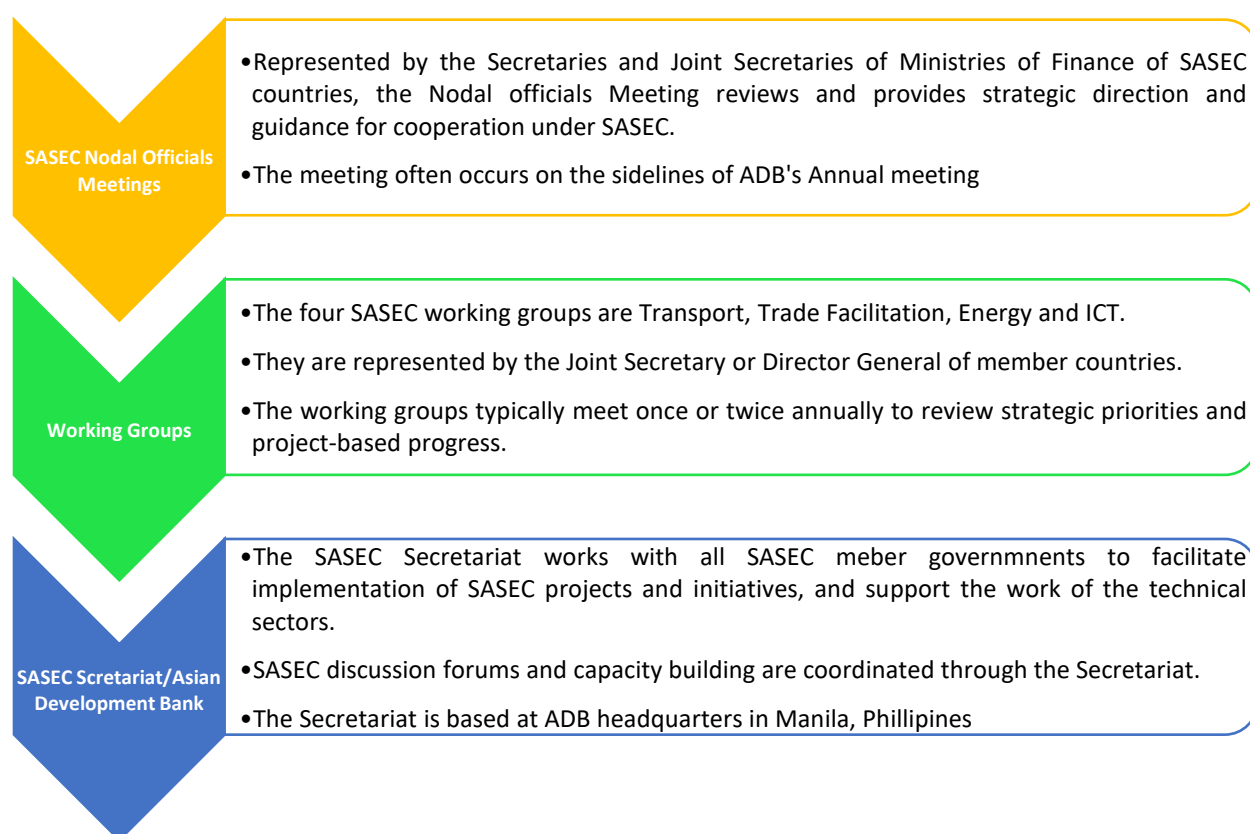 SASEC Nodal Officials
Meetings
•Represented by the Secretaries and Joint Secretaries of Ministries of Finance of SASEC
countries, the Nodal officials Meeting reviews and provides strategic direction and
guidance for cooperation under SASEC.
•The meeting often occurs on the sidelines of ADB's Annual meeting
Working Groups
•The four SASEC working groups are Transport, Trade Facilitation, Energy and ICT.
•They are represented by the Joint Secretary or Director General of member countries.
•The working groups typically meet once or twice annually to review strategic priorities and
project-based progress.
SASEC Scretariat/Asian
Development Bank
•The SASEC Secretariat works with all SASEC meber governmnents to facilitate
implementation of SASEC projects and initiatives, and support the work of the technical
sectors.
•SASEC discussion forums and capacity building are coordinated through the Secretariat.
•The Secretariat is based at ADB headquarters in Manila, Phillipines